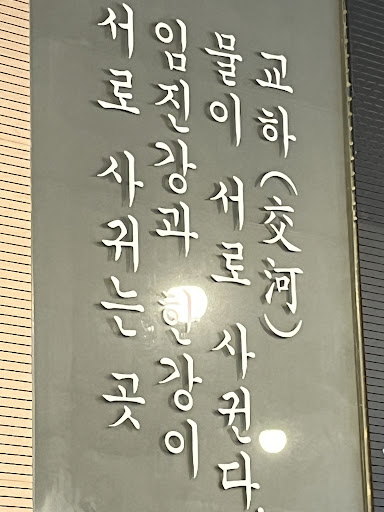 교하(交河)
물이 서로 사귄다.
임진강과 한강이
서로 사귀는 곳